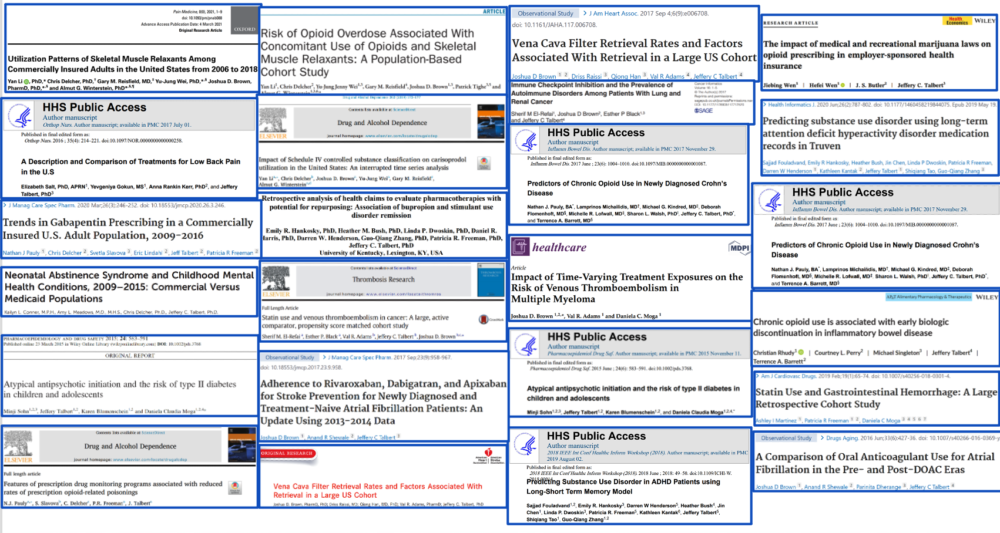 Pain Medicine, 0(0), 2021, 1–9
doi: 10.1093/pm/pnab088
Advance Access Publication Date: 4 March 2021
Original Research Article
OXFORD
Utilization Patterns of Skeletal Muscle Relaxants Among
Commercially Insured Adults in the United States from 2006 to 2018
Yan Li, PhD,* Chris Delcher, PhD,† Gary M. Reisfield, MD,‡ Yu-Jung Wei, PhD,*,§ Joshua D. Brown,
PharmD, PhD,*,§ and Almut G. Winterstein, PhD*,§,¶
HHS Public Access
Author manuscript
Orthop Nurs. Author manuscript; available in PMC 2017 July 01.
Published in final edited form as:
Orthop Nurs. 2016 ; 35(4): 214–221. doi:10.1097/NOR.0000000000000258.
A Description and Comparison of Treatments for Low Back Pain
in the U.S
Elizabeth Salt, PhD, APRN1, Yevgeniya Gokun, MS1, Anna Rankin Kerr, PhD2, and Jeffery
Talbert, PhD3
> J Manag Care Spec Pharm. 2020 Mar;26(3):246-252. doi: 10.18553/jmcp.2020.26.3.246.
Trends in Gabapentin Prescribing in a Commercially
Insured U.S. Adult Population, 2009-2016
Nathan J Pauly 1, Chris Delcher 2, Svetla Slavova 3, Eric Lindahl 2, Jeff Talbert 2, Patricia R Freeman 2
Neonatal Abstinence Syndrome and Childhood Mental
Health Conditions, 2009–2015: Commercial Versus
Medicaid Populations
Kailyn L. Conner, M.P.H., Amy L. Meadows, M.D., M.H.S., Chris Delcher, Ph.D., Jeffery C. Talbert, Ph.D.
PHARMACOEPIDEMIOLOGY AND DRUG SAFETY 2015; 24: 583–591
Published online 23 March 2015 in Wiley Online Library (wileyonlinelibrary.com) DOI: 10.1002/pds.3768
ORIGINAL REPORT
Atypical antipsychotic initiation and the risk of type II diabetes
in children and adolescents
Minji Sohn1,2,3, Jeffery Talbert1,2, Karen Blumenschein1,2 and Daniela Claudia Moga1,2,4*
Contents lists available at ScienceDirect
Drug and Alcohol Dependence
journal homepage: www.elsevier.com/locate/drugalcdep
ELSEVIER
Full length article
Features of prescription drug monitoring programs associated with reduced
rates of prescription opioid-related poisonings
N.J. Pauly, S. Slavova, C. Delcher, P.R. Freeman, J. Talbert
ARTICLE
Risk of Opioid Overdose Associated With
Concomitant Use of Opioids and Skeletal
Muscle Relaxants: A Population-Based
Cohort Study
Yan Li1, Chris Delcher2, Yu-Jung Jenny Wei1,3, Gary M. Reisfield4, Joshua D. Brown1,3, Patrick Tighe3,5 and
Almut G. Winterstein
Drug and Alcohol Dependence 202 (2019) 172–177
Contents lists available at ScienceDirect
Drug and Alcohol Dependence
journal homepage: www.elsevier.com/locate/drugalcdep
ELSEVIER
Impact of Schedule IV controlled substance classification on carisoprodol
utilization in the United States: An interrupted time series analysis
Yan Li, Chris Delcher, Joshua D. Brown, Yu-Jung Wei, Gary M. Reisfield,
Almut G. Winterstein
Retrospective analysis of health claims to evaluate pharmacotherapies with
potential for repurposing: Association of bupropion and stimulant use
disorder remission
Emily R. Hankosky, PhD, Heather M. Bush, PhD, Linda P. Dwoskin, PhD, Daniel R.
Harris, PhD, Darren W. Henderson, Guo-Qiang Zhang, PhD, Patricia R. Freeman, PhD,
Jeffery C. Talbert, PhD
University of Kentucky, Lexington, KY, USA
Contents lists available at ScienceDirect
Thrombosis Research
journal homepage: www.elsevier.com/locate/thromres
ELSEVIER
THROMBOSIS RESEARCH
Full Length Article
Statin use and venous thromboembolism in cancer: A large, active
comparator, propensity score matched cohort study
CrossMark
Sherif M. El-Refai a, Esther P. Black a, Val R. Adams b, Jeffery C. Talbert b, Joshua D. Brown b,c,*
Observational Study > J Manag Care Spec Pharm. 2017 Sep;23(9):958-967.
doi: 10.18553/jmcp.2017.23.9.958.
Adherence to Rivaroxaban, Dabigatran, and Apixaban
for Stroke Prevention for Newly Diagnosed and
Treatment-Naive Atrial Fibrillation Patients: An
Update Using 2013-2014 Data
Joshua D Brown 1, Anand R Shewale 2, Jeffery C Talbert 3
ORIGINAL RESEARCH
American Heart Association
American Stroke Association
Vena Cava Filter Retrieval Rates and Factors Associated With
Retrieval in a Large US Cohort
Joshua D. Brown, PharmD, PhD; Driss Raissi, MD; Qiong Han, MD, PhD; Val R. Adams, PharmD; Jeffery C. Talbert, PhD
Observational Study > J Am Heart Assoc. 2017 Sep 4;6(9):e006708.
doi: 10.1161/JAHA.117.006708.
Vena Cava Filter Retrieval Rates and Factors
Associated With Retrieval in a Large US Cohort
Joshua D Brown 1 2, Driss Raissi 3, Qiong Han 3, Val R Adams 4, Jeffery C Talbert 4
Immune Checkpoint Inhibition and the Prevalence of
Autoimmune Disorders Among Patients With Lung and
Renal Cancer
Cancer Informatics
Volume 16: 1–5
© The Author(s) 2017
Reprints and permissions:
sagepub.co.uk/journalsPermissions.nav
SAGE
Sherif M El-Refai1, Joshua D Brown2, Esther P Black1,3
and Jeffery C Talbert4
HHS Public Access
Author manuscript
Inflamm Bowel Dis. Author manuscript; available in PMC 2017 November 29.
Published in final edited form as:
Inflamm Bowel Dis. 2017 June ; 23(6): 1004–1010. doi:10.1097/MIB.0000000000001087.
Predictors of Chronic Opioid Use in Newly Diagnosed Crohn's
Disease
Nathan J. Pauly, BA*, Lamprinos Michailidis, MD†, Michael G. Kindred, MD‡, Deborah
Flomenhoft, MD§, Michelle R. Lofwall, MD‡, Sharon L. Walsh, PhD, Jeffery C. Talbert, PhD*,
and Terrence A. Barrett, MD§
healthcare
MDPI
Article
Impact of Time-Varying Treatment Exposures on the
Risk of Venous Thromboembolism in
Multiple Myeloma
Joshua D. Brown 1,2,*, Val R. Adams 1 and Daniela C. Moga 1
HHS Public Access
Author manuscript
Pharmacoepidemiol Drug Saf. Author manuscript; available in PMC 2015 November 11.
Published in final edited form as:
Pharmacoepidemiol Drug Saf. 2015 June ; 24(6): 583–591. doi:10.1002/pds.3768.
Atypical antipsychotic initiation and the risk of type II diabetes in
children and adolescents
Minji Sohn1,2,3, Jeffery Talbert1,2, Karen Blumenschein1,2, and Daniela Claudia Moga1,2,4,*
HHS Public Access
Author manuscript
2018 IEEE Int Conf Healthc Inform Workshop (2018). Author manuscript; available in PMC
2019 August 02.
Published in final edited form as:
2018 IEEE Int Conf Healthc Inform Workshop (2018). 2018 June ; 2018: 49–50. doi:10.1109/ICHI-W.
Predicting Substance Use Disorder in ADHD Patients using
Long-Short Term Memory Model
Sajjad Fouladvand1,2, Emily R. Hankosky3, Darren W Henderson5, Heather Bush4, Jin
Chen1, Linda P. Dwoskin3, Patricia R. Freeman5, Kathleen Kantak6, Jeffery Talbert5,
Shiqiang Tao1, Guo-Qiang Zhang1,2
RESEARCH ARTICLE
Health Economics
WILEY
The impact of medical and recreational marijuana laws on
opioid prescribing in employer-sponsored health
insurance
Jiebing Wen1 | Hefei Wen1 | J. S. Butler2 | Jeffery C. Talbert3
> Health Informatics J. 2020 Jun;26(2):787-802. doi: 10.1177/1460458219844075. Epub 2019 May 19.
Predicting substance use disorder using long-term
attention deficit hyperactivity disorder medication
records in Truven
Sajjad Fouladvand, Emily R Hankosky, Heather Bush, Jin Chen, Linda P Dwoskin, Patricia R Freeman,
Darren W Henderson 1, Kathleen Kantak 2, Jeffery Talbert 1, Shiqiang Tao, Guo-Qiang Zhang 3
HHS Public Access
Author manuscript
Inflamm Bowel Dis. Author manuscript; available in PMC 2017 November 29.
Published in final edited form as:
Inflamm Bowel Dis. 2017 June ; 23(6): 1004–1010. doi:10.1097/MIB.0000000000001087.
Predictors of Chronic Opioid Use in Newly Diagnosed Crohn's
Disease
Nathan J. Pauly, BA*, Lamprinos Michailidis, MD†, Michael G. Kindred, MD‡, Deborah
Flomenhoft, MD§, Michelle R. Lofwall, MD‡, Sharon L. Walsh, PhD, Jeffery C. Talbert, PhD*,
and Terrence A. Barrett, MD§
AP&T Alimentary Pharmacology & Therapeutics WILEY
Chronic opioid use is associated with early biologic
discontinuation in inflammatory bowel disease
Christian Rhudy1 | Courtney L. Perry2 | Michael Singleton3 | Jeffery Talbert4 |
Terrence A. Barrett2
> Am J Cardiovasc Drugs. 2019 Feb;19(1):65-74. doi: 10.1007/s40256-018-0301-4.
Statin Use and Gastrointestinal Hemorrhage: A Large
Retrospective Cohort Study
Ashley I Martinez 1, Patricia R Freeman 1 2, Daniela C Moga 3 4 5 6 7
Observational Study > Drugs Aging. 2016 Jun;33(6):427-36. doi: 10.1007/s40266-016-0369-y
A Comparison of Oral Anticoagulant Use for Atrial
Fibrillation in the Pre- and Post-DOAC Eras
Joshua D Brown 1, Anand R Shewale 2, Parinita Dherange 3, Jeffery C Talbert 4